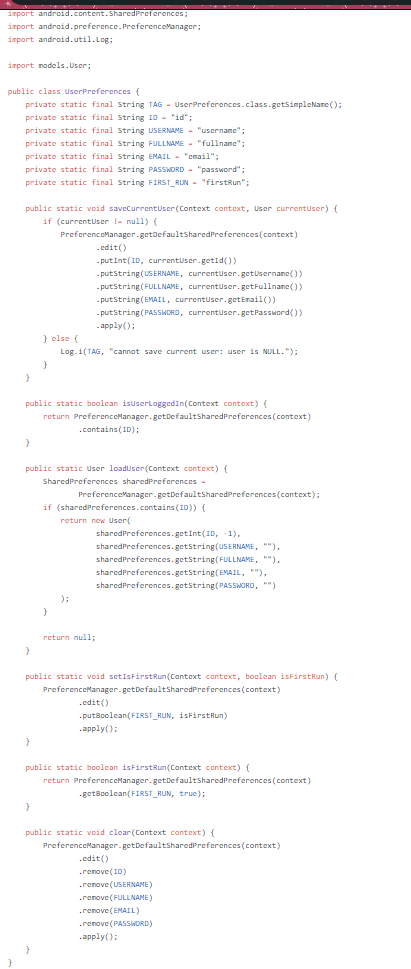 import android.content.SharedPreferences;
import android.preference.PreferenceManager;
import android.util.Log;

import models.User;

public class UserPreferences {
    private static final String TAG = UserPreferences.class.getSimpleName();
    private static final String ID = "id";
    private static final String USERNAME = "username";
    private static final String FULLNAME = "fullname";
    private static final String EMAIL = "email";
    private static final String PASSWORD = "password";
    private static final String FIRST_RUN = "firstRun";

    public static void saveCurrentUser(Context context, User currentUser) {
        if (currentUser != null) {
            PreferenceManager.getDefaultSharedPreferences(context)
                    .edit()
                    .putInt(ID, currentUser.getId())
                    .putString(USERNAME, currentUser.getUsername())
                    .putString(FULLNAME, currentUser.getFullname())
                    .putString(EMAIL, currentUser.getEmail())
                    .putString(PASSWORD, currentUser.getPassword())
                    .apply();
        } else {
            Log.i(TAG, "cannot save current user: user is NULL.");
        }
    }

    public static boolean isUserLoggedIn(Context context) {
        return PreferenceManager.getDefaultSharedPreferences(context)
                .contains(ID);
    }

    public static User loadUser(Context context) {
        SharedPreferences sharedPreferences =
                PreferenceManager.getDefaultSharedPreferences(context);
        if (sharedPreferences.contains(ID)) {
            return new User(
                    sharedPreferences.getInt(ID, -1),
                    sharedPreferences.getString(USERNAME, ""),
                    sharedPreferences.getString(FULLNAME, ""),
                    sharedPreferences.getString(EMAIL, ""),
                    sharedPreferences.getString(PASSWORD, "")
            );
        }

        return null;
    }

    public static void setIsFirstRun(Context context, boolean isFirstRun) {
        PreferenceManager.getDefaultSharedPreferences(context)
                .edit()
                .putBoolean(FIRST_RUN, isFirstRun)
                .apply();
    }

    public static boolean isFirstRun(Context context) {
        return PreferenceManager.getDefaultSharedPreferences(context)
                .getBoolean(FIRST_RUN, true);
    }

    public static void clear(Context context) {
        PreferenceManager.getDefaultSharedPreferences(context)
                .edit()
                .remove(ID)
                .remove(USERNAME)
                .remove(FULLNAME)
                .remove(EMAIL)
                .remove(PASSWORD)
                .apply();
    }
}